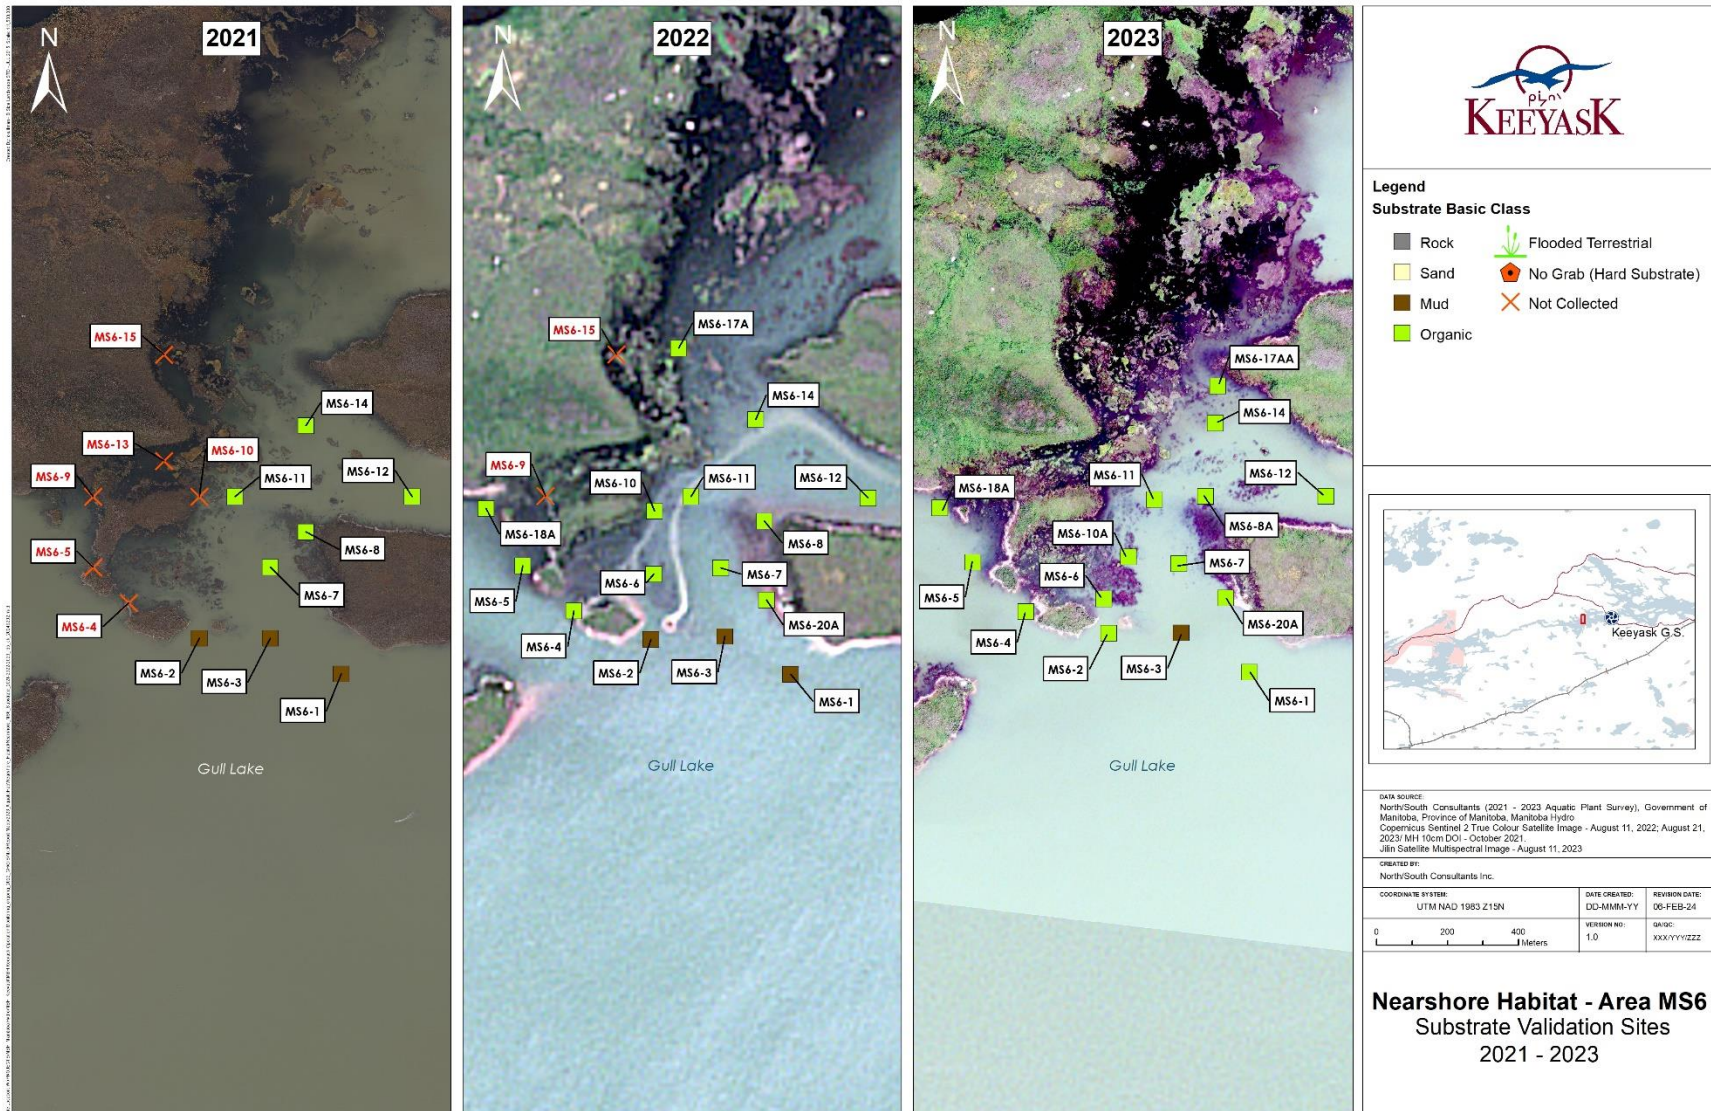 N
2021
MS6-15
MS6-14
MS6-13
MS6-10
MS6-9
MS6-11
MS6-12
MS6-5
MS6-8
MS6-7
MS6-4
MS6-2
MS6-3
MS6-1
Gull Lake
N
2022
MS6-15
MS6-17A
MS6-14
MS6-9
MS6-10
MS6-11
MS6-12
MS6-18A
MS6-8
MS6-6
MS6-7
MS6-5
MS6-20A
MS6-4
MS6-2
MS6-3
MS6-1
Gull Lake
N
2023
MS6-17AA
MS6-14
MS6-11
MS6-12
MS6-18A
MS6-8A
MS6-10A
MS6-7
MS6-6
MS6-5
MS6-20A
MS6-4
MS6-2
MS6-3
MS6-1
Gull Lake
KEEYASK
Legend
Substrate Basic Class
Rock
Sand
Mud
Organic
Flooded Terrestrial
No Grab (Hard Substrate)
Not Collected
Keeyask G.S.
DATA SOURCE:
North/South Consultants (2021 - 2023 Aquatic Plant Survey), Government of
Manitoba, Province of Manitoba, Manitoba Hydro
Copernicus Sentinel 2 True Colour Satellite Image - August 11, 2022; August 21,
2023/ MH 10cm DOI - October 2021.
Jilin Satellite Multispectral Image - August 11, 2023
CREATED BY:
North/South Consultants Inc.
COORDINATE SYSTEM:
UTM NAD 1983 Z15N
DATE CREATED:
DD-MMM-YY
REVISION DATE:
06-FEB-24
0 200 400
Meters
VERSION NO:
1.0
QA/QC:
XXX/YYY/ZZZ
Nearshore Habitat - Area MS6
Substrate Validation Sites
2021 - 2023